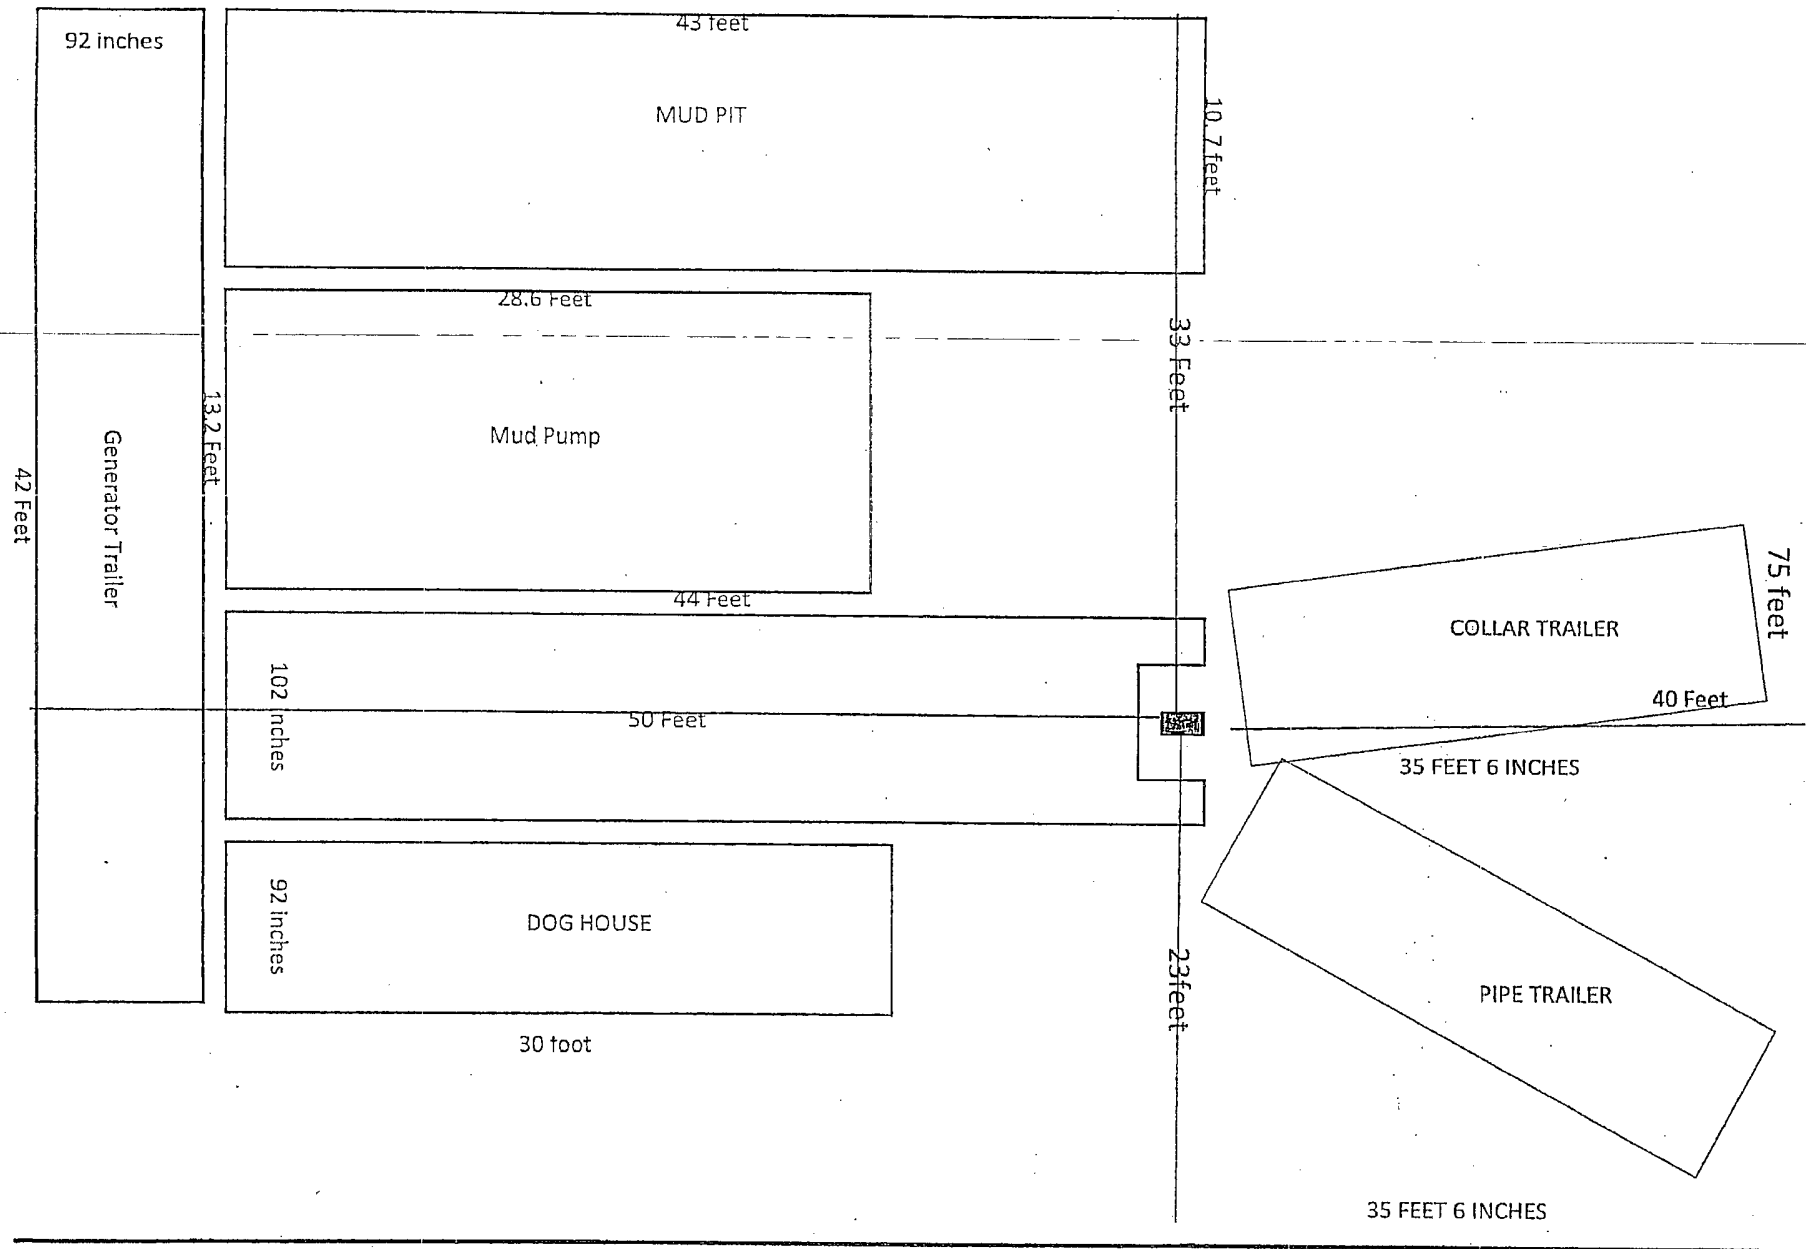 92 inches
43 feet
MUD PIT
10. 7 feet
28.6 Feet
33 Feet
13.2 Feet
Mud Pump
Generator Trailer
42 Feet
75 feet
44 Feet
COLLAR TRAILER
40 Feet
102 inches
50 Feet
35 FEET 6 INCHES
92 inches
DOG HOUSE
23feet
PIPE TRAILER
30 foot
35 FEET 6 INCHES